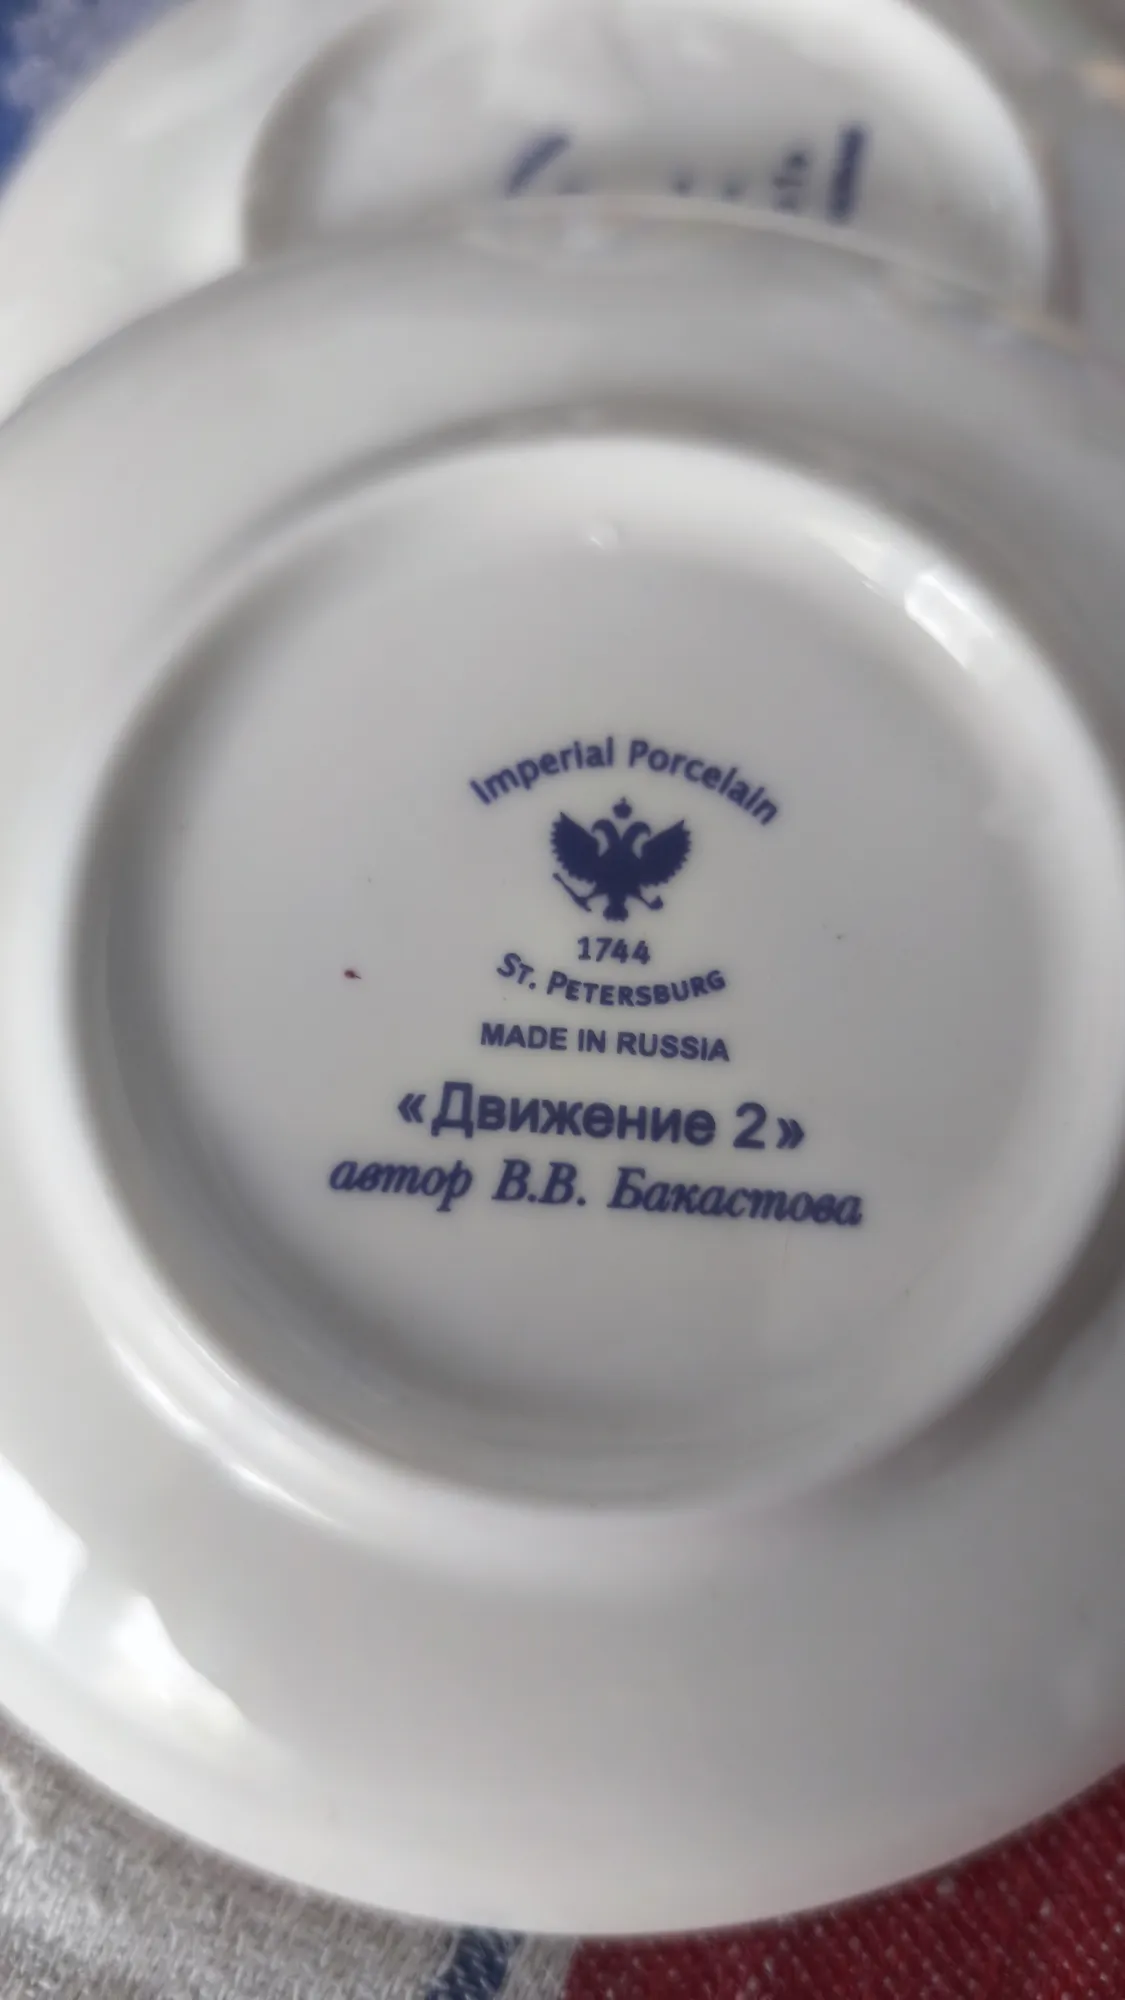 Imperial Porcelain
1744
ST. PETERSBURG
MADE IN RUSSIA
«Движение 2»
автор В.В. Бакастова